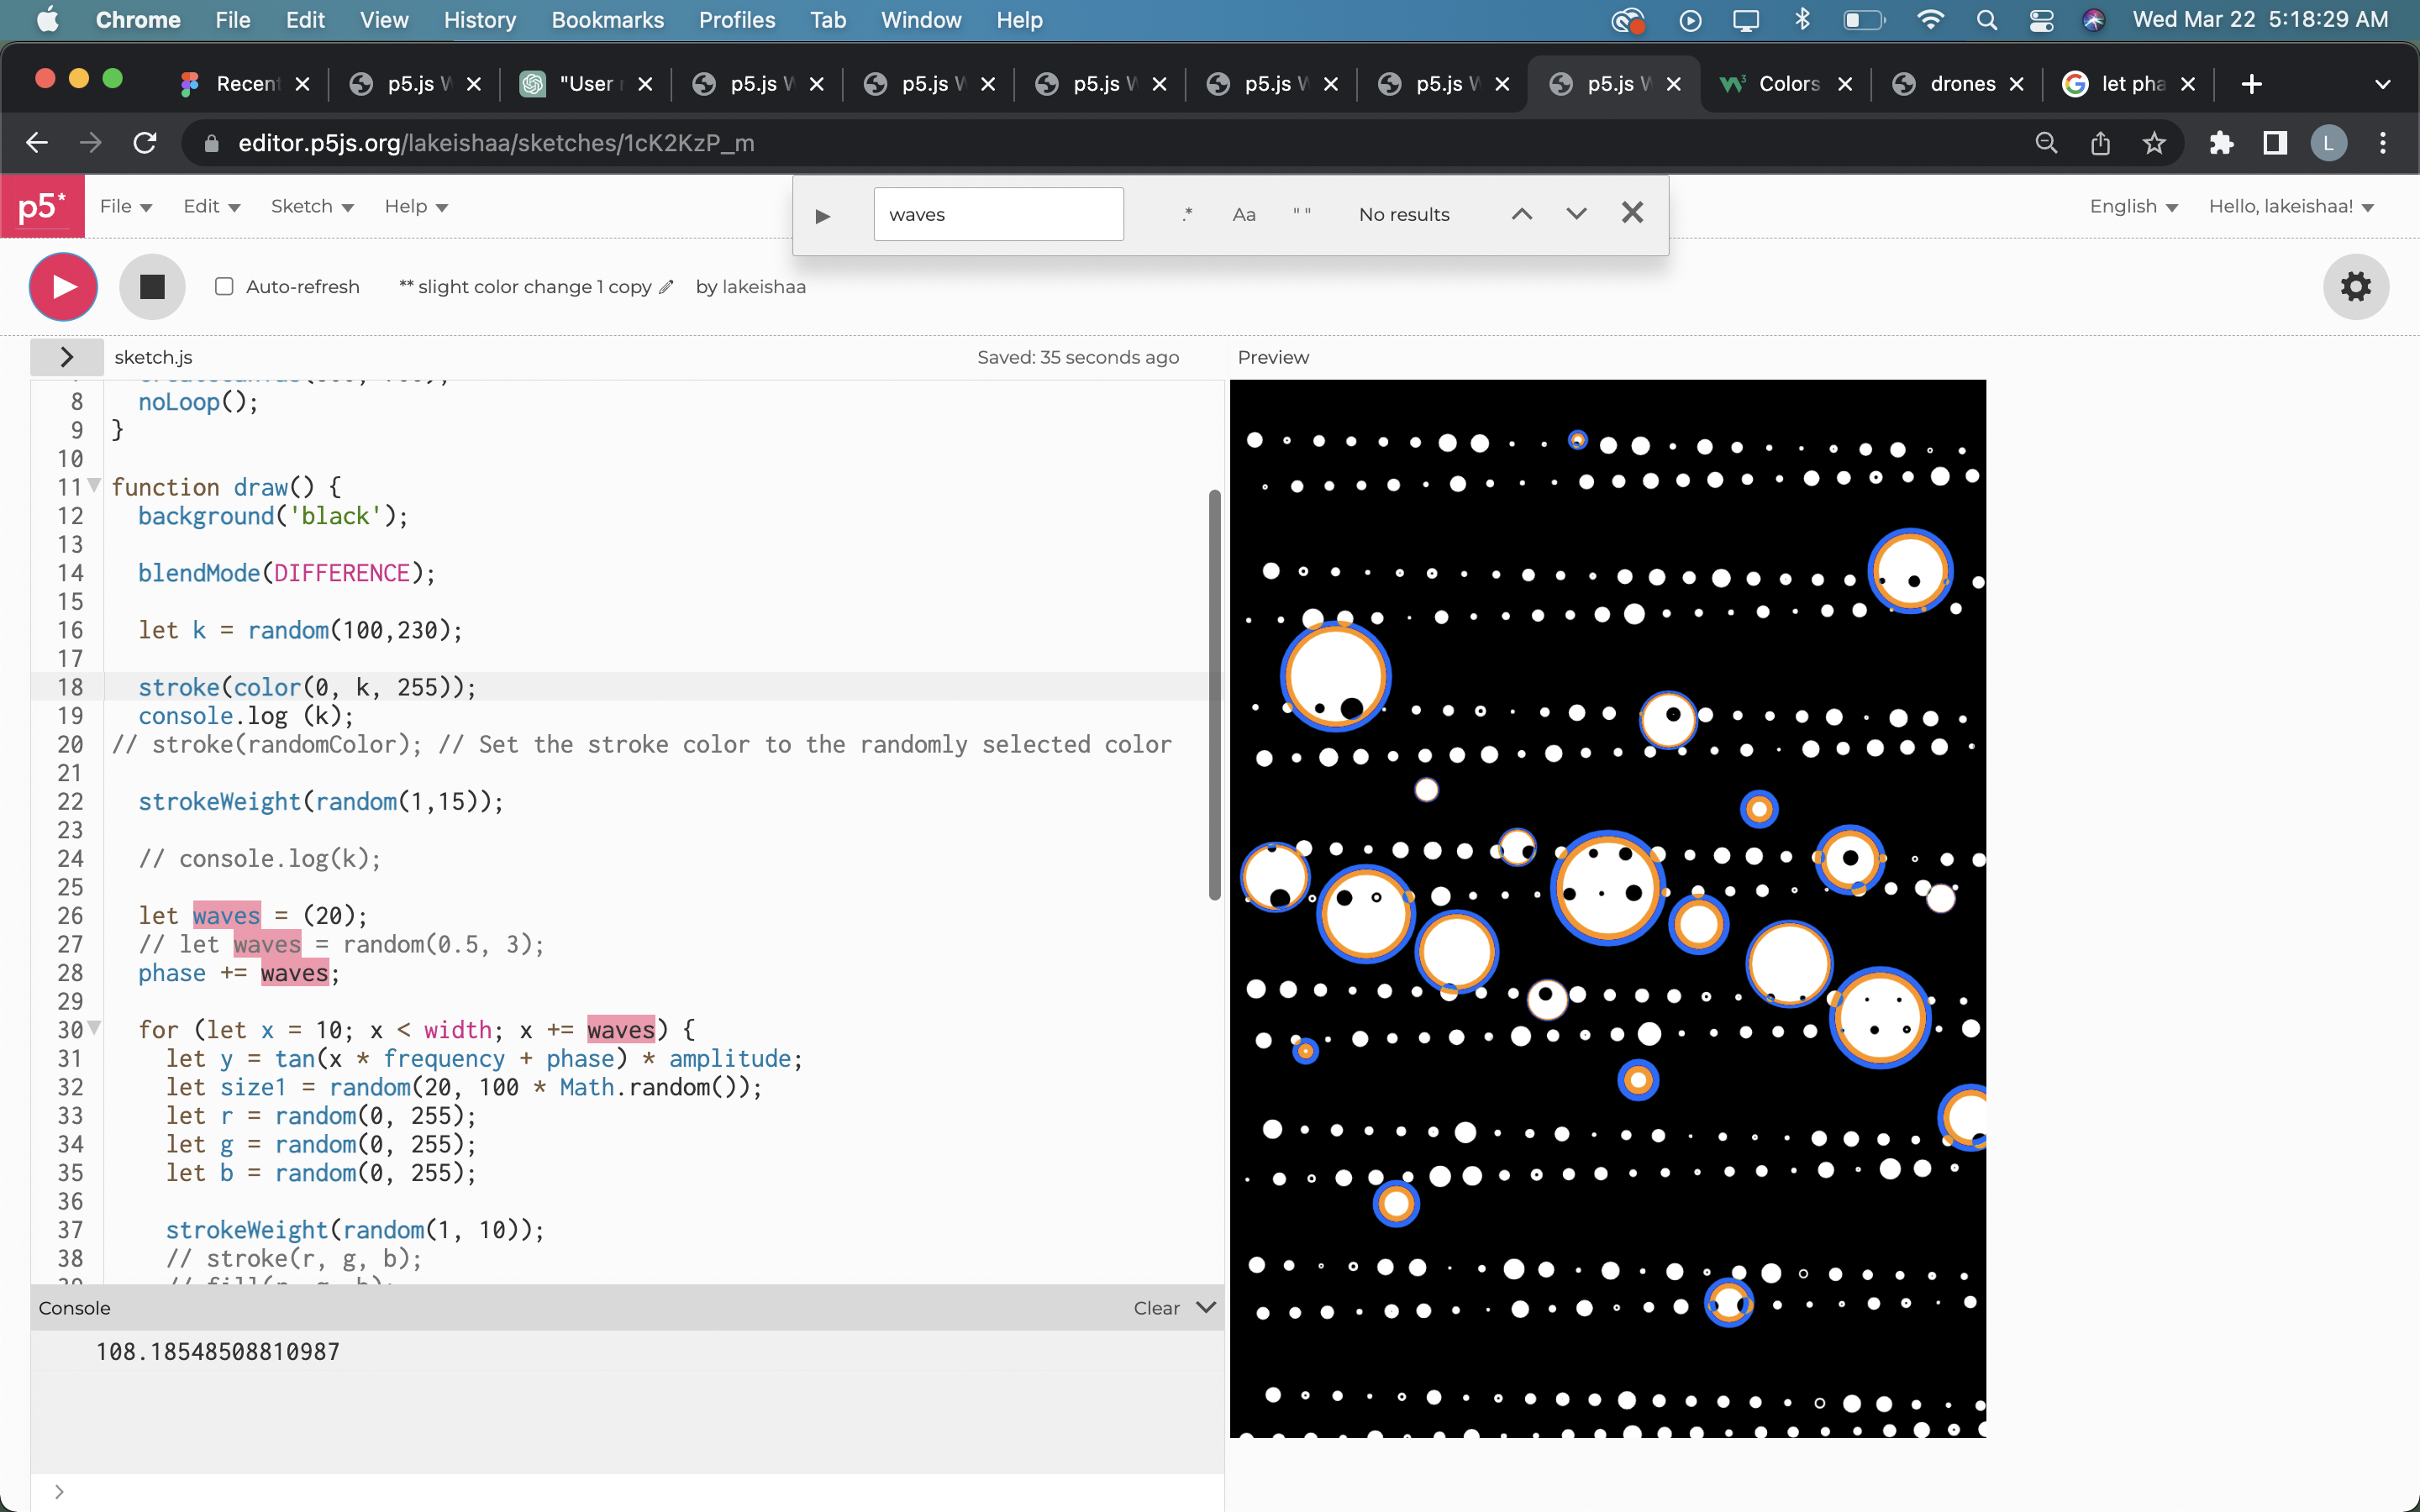 Chrome File Edit View History Bookmarks Profiles Tab Window Help Wed Mar 22 5:18:29 AM
Recent p5.js W "User r p5.js W p5.js W p5.js W p5.js W p5.js W p5.js W Colors drones let pha
editor.p5js.org/lakeishaa/sketches/1cK2KzP_m L
p5* File Edit Sketch Help English Hello, lakeishaa!
waves .* Aa " " No results
Auto-refresh ** slight color change 1 copy by lakeishaa
sketch.js Saved: 35 seconds ago Preview
8 noLoop();
9 }
10
11 function draw() {
12 background('black');
13
14 blendMode(DIFFERENCE);
15
16 let k = random(100,230);
17
18 stroke(color(0, k, 255));
19 console.log (k);
20 // stroke(randomColor); // Set the stroke color to the randomly selected color
21
22 strokeWeight(random(1,15));
23
24 // console.log(k);
25
26 let waves = (20);
27 // let waves = random(0.5, 3);
28 phase += waves;
29
30 for (let x = 10; x < width; x += waves) {
31 let y = tan(x * frequency + phase) * amplitude;
32 let size1 = random(20, 100 * Math.random());
33 let r = random(0, 255);
34 let g = random(0, 255);
35 let b = random(0, 255);
36
37 strokeWeight(random(1, 10));
38 // stroke(r, g, b);
Console Clear
108.18548508810987